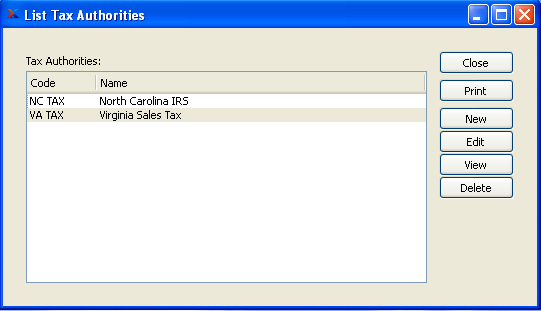 List Tax Authorities
Tax Authorities:
Code Name
NC TAX North Carolina IRS
VA TAX Virginia Sales Tax
Close
Print
New
Edit
View
Delete